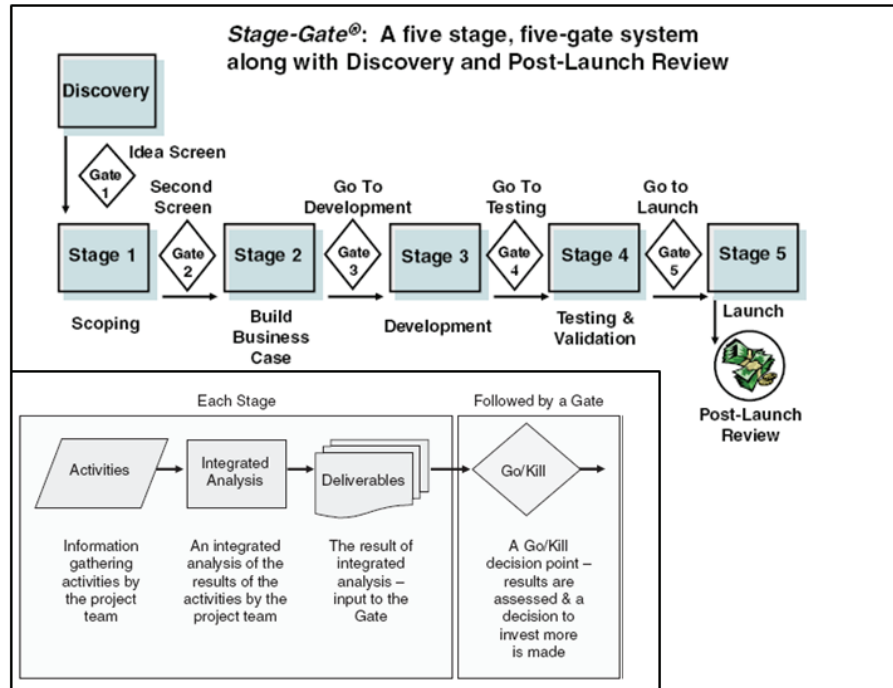 Stage-Gate®: A five stage, five-gate system
along with Discovery and Post-Launch Review
Discovery
Idea Screen
Gate
1
Second
Screen
Go To
Development
Go To
Testing
Go to
Launch
Stage 1
Gate
2
Stage 2
Gate
3
Stage 3
Gate
4
Stage 4
Gate
5
Stage 5
Scoping
Build
Business
Case
Development
Testing &
Validation
Launch
Post-Launch
Review
Each Stage
Followed by a Gate
Activities
Integrated
Analysis
Deliverables
Go/Kill
Information
gathering
activities by
the project
team
An integrated
analysis of the
results of the
activities by the
project team
The result of
integrated
analysis –
input to the
Gate
A Go/Kill
decision point –
results are
assessed & a
decision to
invest more
is made